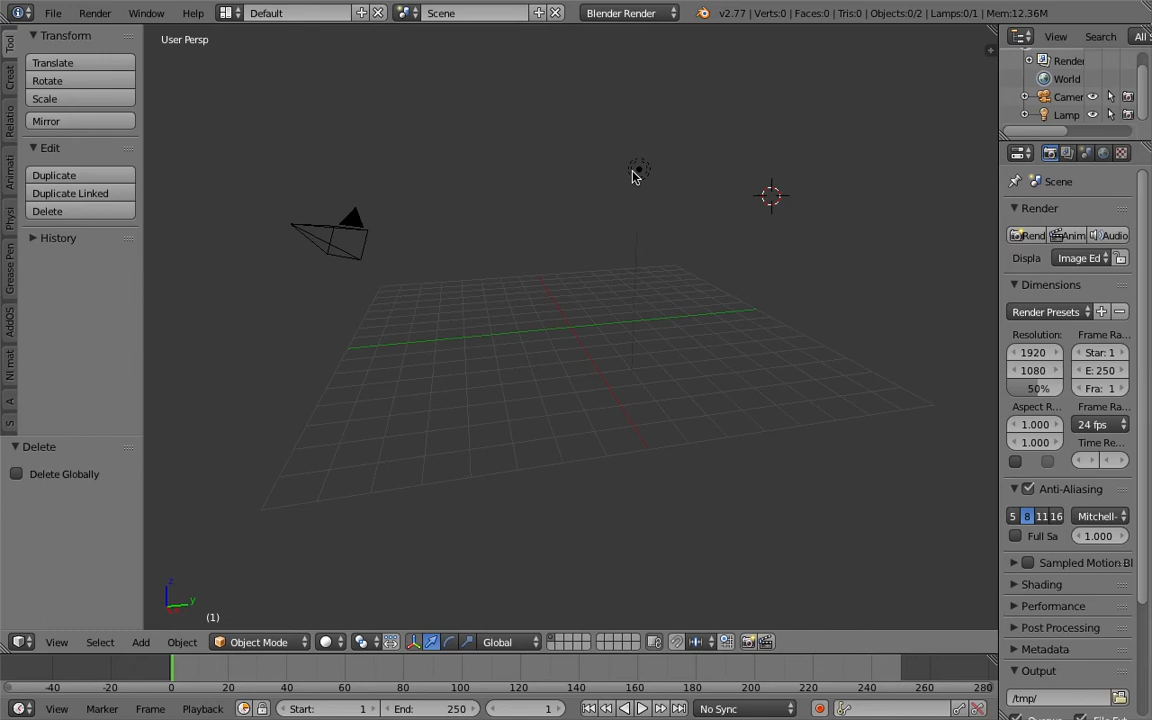 File Render Window Help Default Scene Blender Render v2.77 | Verts:0 | Faces:0 | Tris:0 | Objects:0/2 | Lamps:0/1 | Mem:12.36M
Tool
Creat
Relatio
Animati
Physi
Grease Pen
AddOS
NI mat
A
S
Transform
Translate
Rotate
Scale
Mirror
Edit
Duplicate
Duplicate Linked
Delete
History
Delete
Delete Globally
User Persp
z
y
(1)
View Select Add Object Object Mode Global
-40 -20 0 20 40 60 80 100 120 140 160 180 200 220 240 260 280
View Marker Frame Playback Start: 1 End: 250 1 No Sync
View Search All S
Render
World
Camer
Lamp
Scene
Render
Rend Anim Audio
Displa Image Ed
Dimensions
Render Presets
Resolution: Frame Ra...
1920 Star: 1
1080 E: 250
50% Fra: 1
Aspect R... Frame Ra...
1.000 24 fps
1.000 Time Re...
Anti-Aliasing
5 8 11 16 Mitchell-
Full Sa 1.000
Sampled Motion Bl
Shading
Performance
Post Processing
Metadata
Output
/tmp/